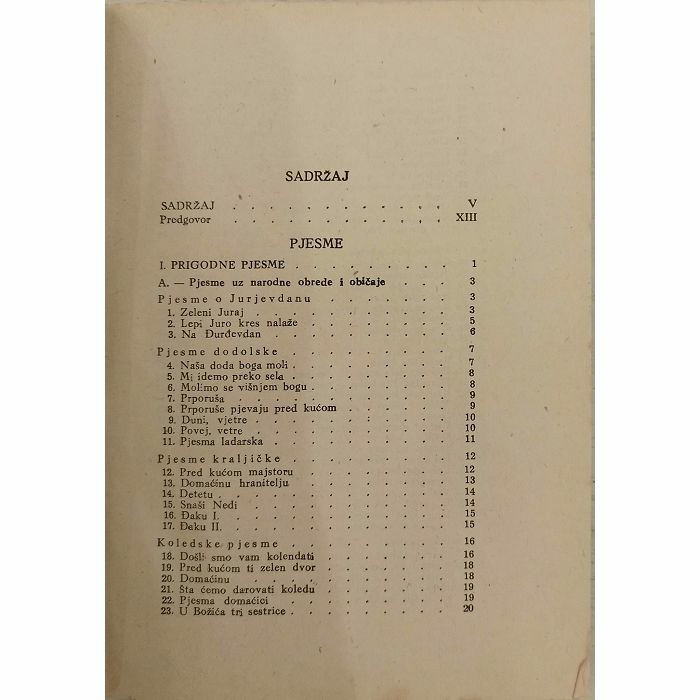 SADRŽAJ
SADRŽAJ . . . . . . . . . . . . V
Predgovor . . . . . . . . . . . . XIII
PJESME
I. PRIGODNE PJESME . . . . . . . . . 1
A. — Pjesme uz narodne obrede i običaje . . . . . 3
Pjesme o Jurjevdanu . . . . . . . . 3
1. Zeleni Juraj . . . . . . . . . . . 3
2. Lepi Juro kres nalaže . . . . . . . . 5
3. Na Đurđevdan . . . . . . . . . . 6
Pjesme dodolske . . . . . . . . . 7
4. Naša doda boga moli . . . . . . . . 7
5. Mi idemo preko sela . . . . . . . . 8
6. Molimo se višnjem bogu . . . . . . . . 8
7. Prporuša . . . . . . . . . . . 9
8. Prporuše pjevaju pred kućom . . . . . . 9
9. Duni, vjetre . . . . . . . . . . 10
10. Povej, vetre . . . . . . . . . . 10
11. Pjesma ladarska . . . . . . . . . 11
Pjesme kraljičke . . . . . . . . . 12
12. Pred kućom majstoru . . . . . . . . 12
13. Domaćinu hranitelju . . . . . . . . 13
14. Detetu . . . . . . . . . . . . 14
15. Snaši Nedi . . . . . . . . . . 14
16. Đaku I. . . . . . . . . . . . 15
17. Đaku II. . . . . . . . . . . . 15
Koledske pjesme . . . . . . . . . 16
18. Došli smo vam kolendati . . . . . . . 16
19. Pred kućom ti zelen dvor . . . . . . . 18
20. Domaćinu . . . . . . . . . . . 18
21. Šta ćemo darovati koledu . . . . . . . 19
22. Pjesma domaćici . . . . . . . . . 19
23. U Božića tri sestrice . . . . . . . . 20